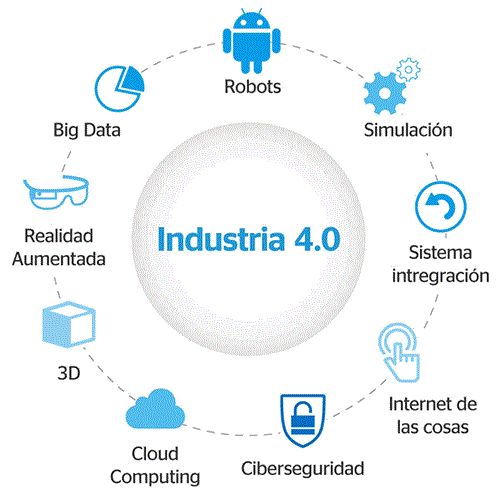 Robots
Simulación
Sistema
intregración
Internet de
las cosas
Ciberseguridad
Cloud
Computing
3D
Realidad
Aumentada
Big Data
Industria 4.0